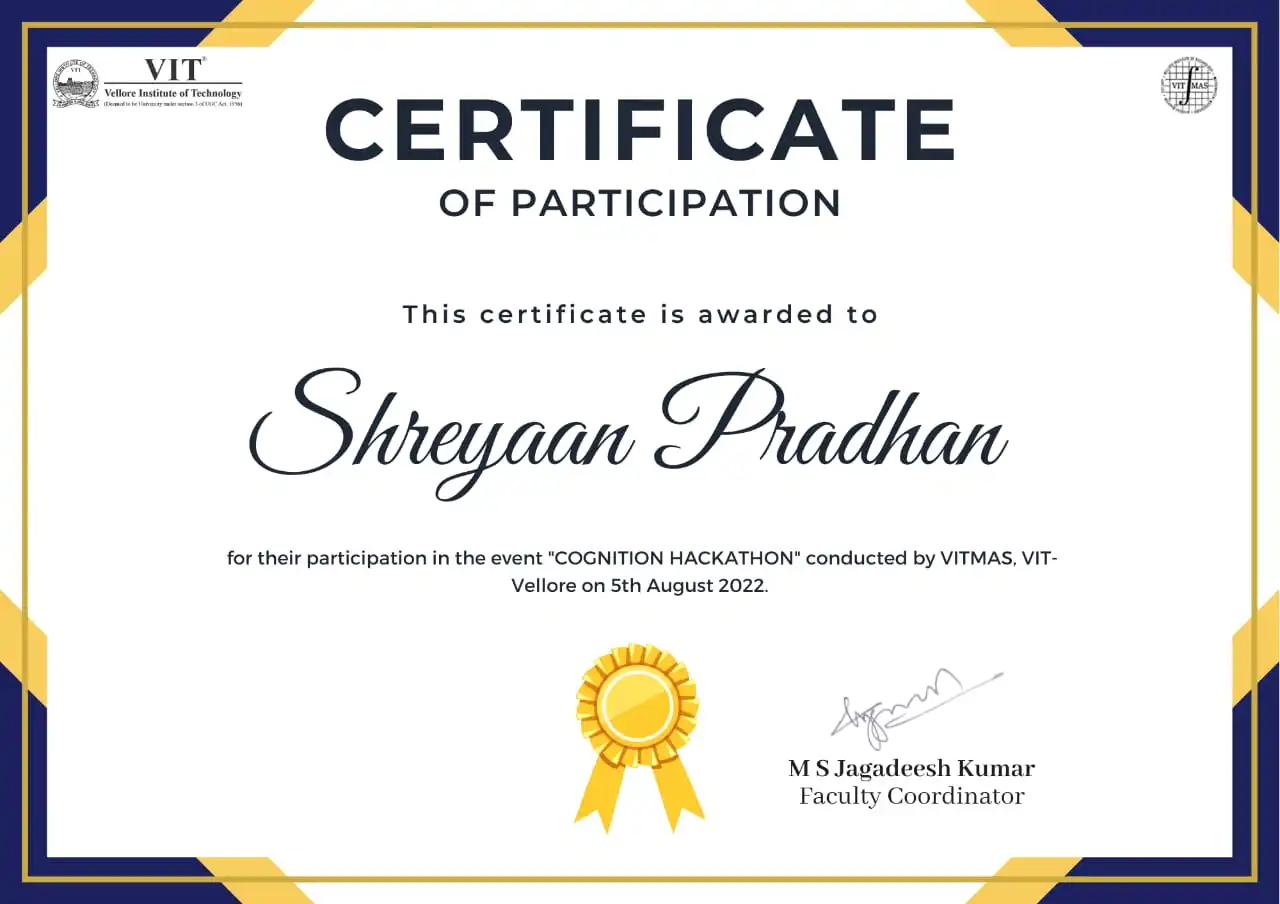 VIT
VIT®
Vellore Institute of Technology
(Deemed to be University under section 3 of UGC Act, 1956)
VIT MAS
CERTIFICATE
OF PARTICIPATION
This certificate is awarded to
Shreyaan Pradhan
for their participation in the event "COGNITION HACKATHON" conducted by VITMAS, VIT-
Vellore on 5th August 2022.
M S Jagadeesh Kumar
Faculty Coordinator